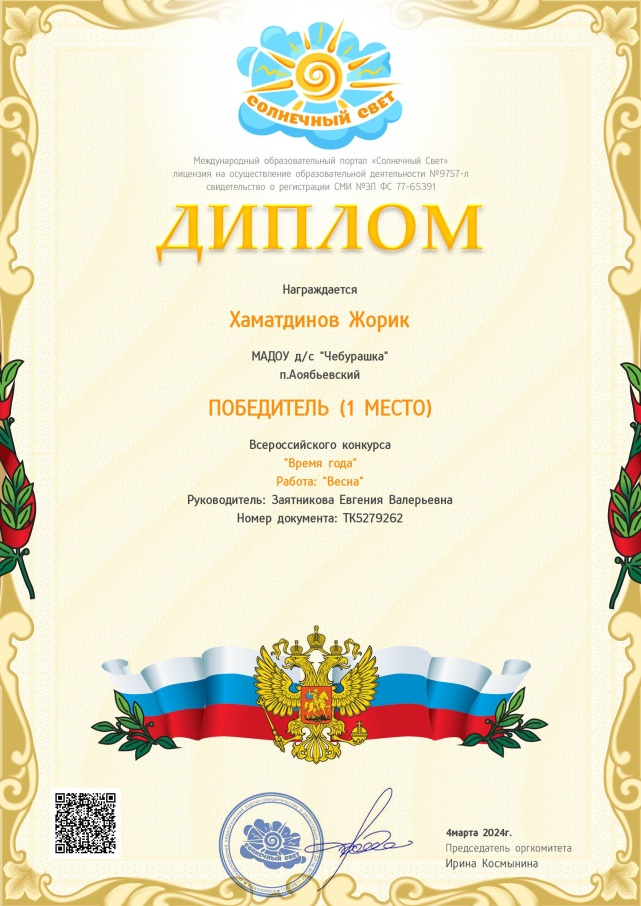 СОЛНЕЧНЫЙ СВЕТ
Международный образовательный портал «Солнечный Свет»
лицензия на осуществление образовательной деятельности №9757-л
свидетельство о регистрации СМИ №ЭЛ ФС 77-65391
ДИПЛОМ
Награждается
Хаматдинов Жорик
МАДОУ д/с "Чебурашка"
п.Аоябьевский
ПОБЕДИТЕЛЬ (1 МЕСТО)
Всероссийского конкурса
"Время года"
Работа: "Весна"
Руководитель: Заятникова Евгения Валерьевна
Номер документа: ТК5279262
СОЛНЕЧНЫЙ СВЕТ
4марта 2024г.
Председатель оргкомитета
Ирина Космынина